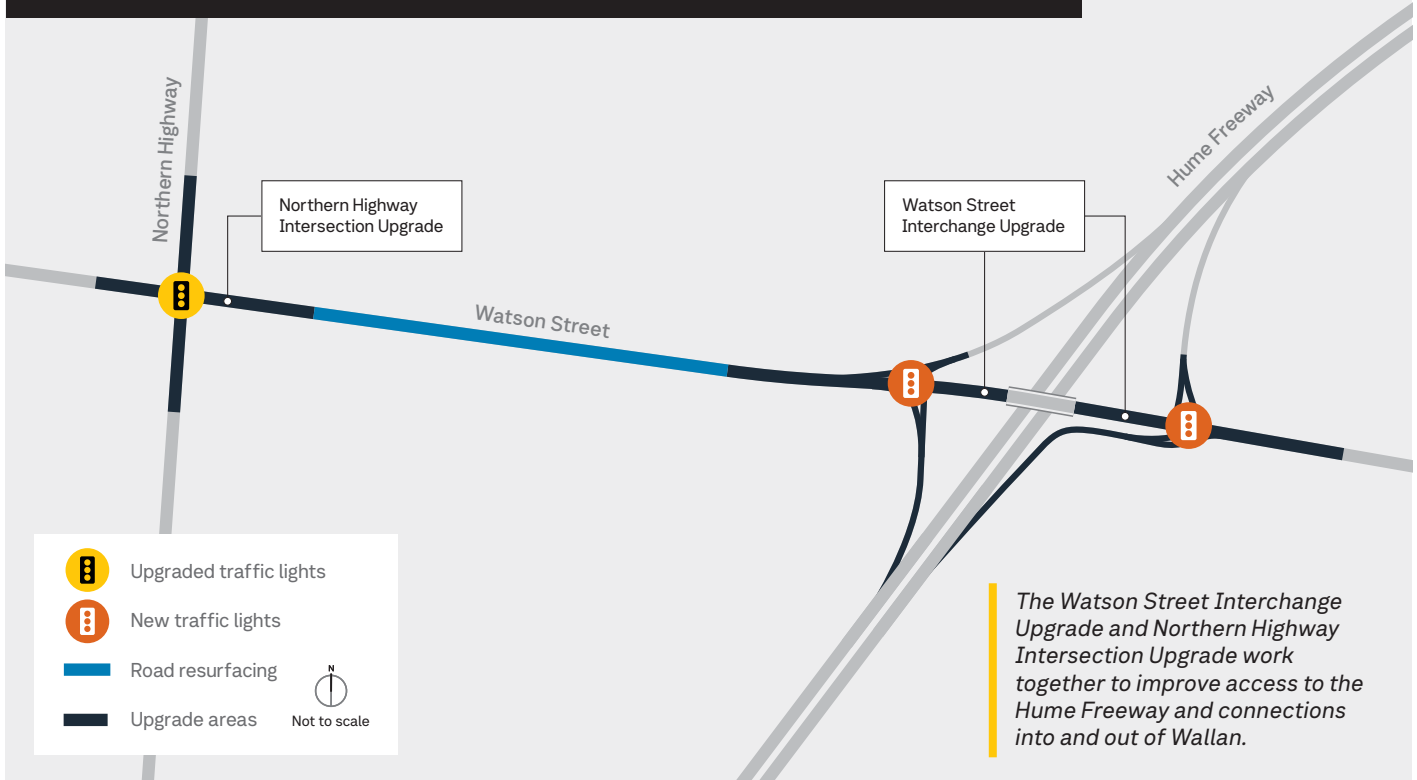 Northern Highway
Hume Freeway
Northern Highway
Intersection Upgrade
Watson Street
Interchange Upgrade
Watson Street
Upgraded traffic lights
New traffic lights
Road resurfacing
Upgrade areas
N
Not to scale
The Watson Street Interchange
Upgrade and Northern Highway
Intersection Upgrade work
together to improve access to the
Hume Freeway and connections
into and out of Wallan.